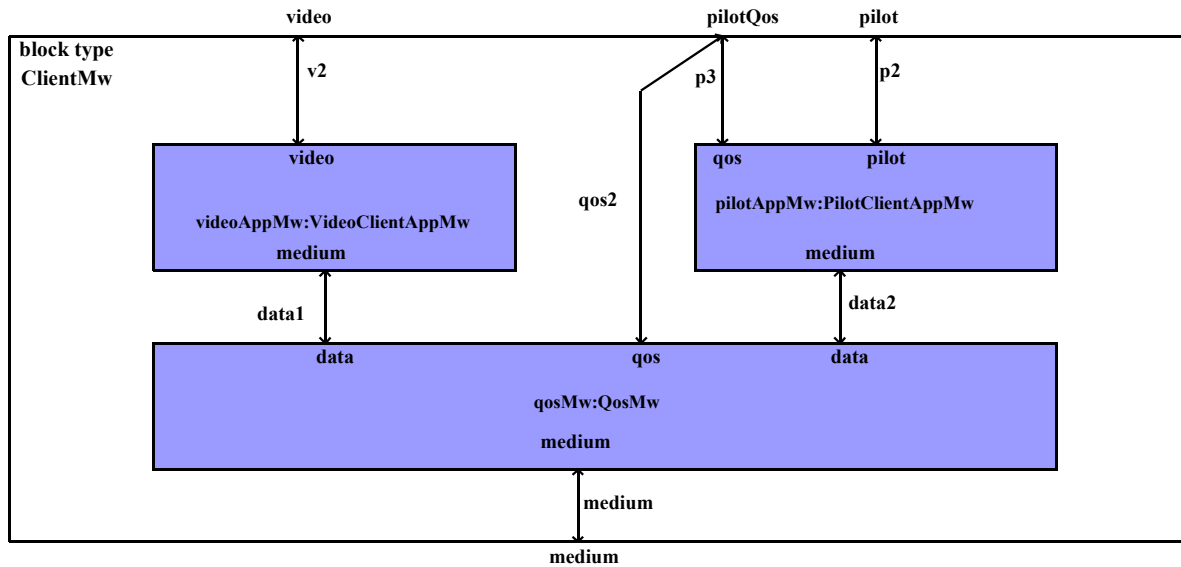 video
pilotQos
pilot
block type
ClientMw
v2
p3
p2
video
qos
pilot
qos2
pilotAppMw:PilotClientAppMw
videoAppMw:VideoClientAppMw
medium
medium
data1
data2
data
qos
data
qosMw:QosMw
medium
medium
medium